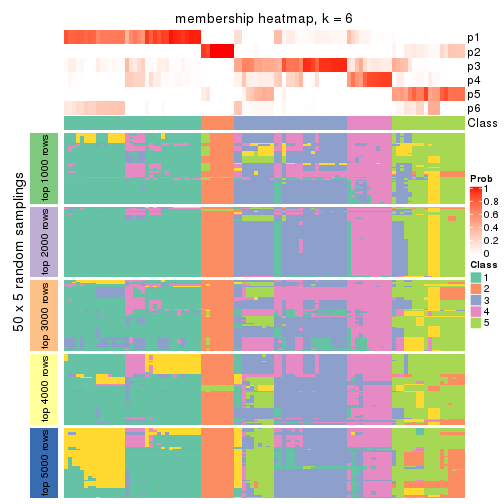 membership heatmap, k = 6
p1
p2
p3
p4
p5
p6
Class
50 x 5 random samplings
top 1000 rows
top 2000 rows
top 3000 rows
top 4000 rows
top 5000 rows
Prob
1
0.8
0.6
0.4
0.2
0
Class
1
2
3
4
5